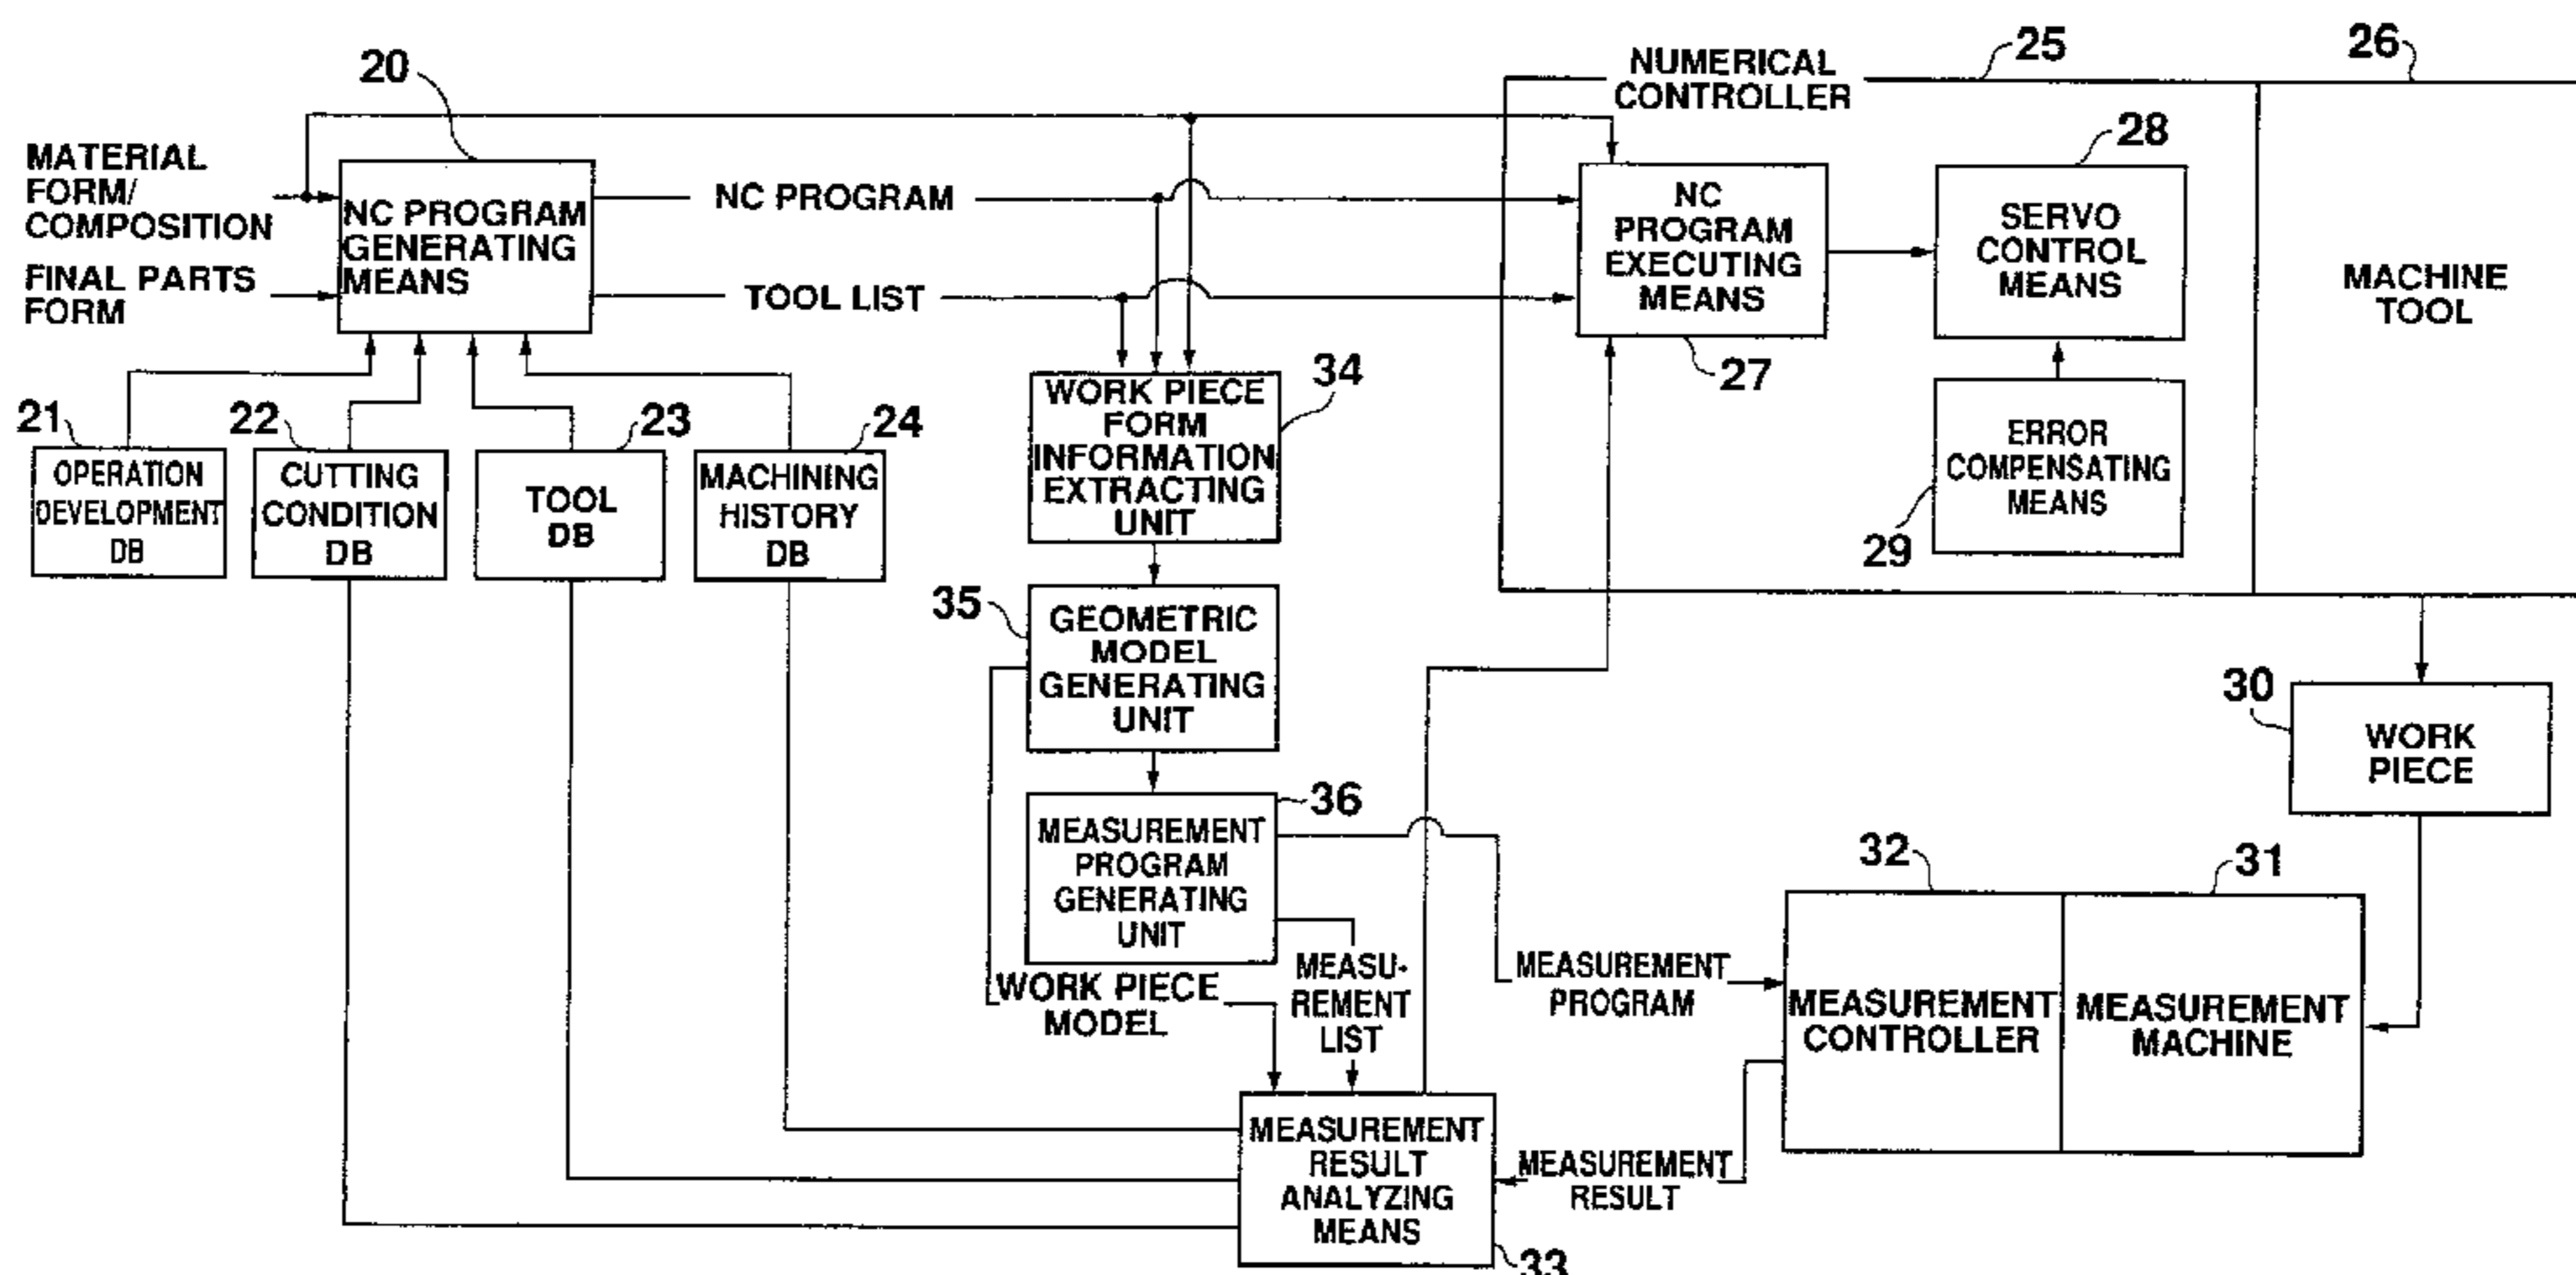 20
NUMERICAL
CONTROLLER
25
26
MATERIAL
FORM/
COMPOSITION
FINAL PARTS
FORM
NC PROGRAM
GENERATING
MEANS
NC PROGRAM
TOOL LIST
NC
PROGRAM
EXECUTING
MEANS
27
28
SERVO
CONTROL
MEANS
MACHINE
TOOL
21
22
23
24
OPERATION
DEVELOPMENT
DB
CUTTING
CONDITION
DB
TOOL
DB
MACHINING
HISTORY
DB
34
WORK PIECE
FORM
INFORMATION
EXTRACTING
UNIT
ERROR
COMPENSATING
MEANS
29
35
GEOMETRIC
MODEL
GENERATING
UNIT
30
WORK
PIECE
36
MEASUREMENT
PROGRAM
GENERATING
UNIT
WORK PIECE
MODEL
MEASU-
REMENT
LIST
MEASUREMENT
PROGRAM
32
31
MEASUREMENT
CONTROLLER
MEASUREMENT
MACHINE
MEASUREMENT
RESULT
ANALYZING
MEANS
MEASUREMENT
RESULT
33